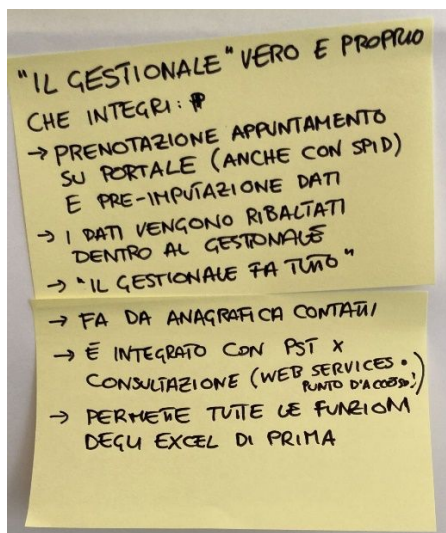 "IL GESTIONALE" VERO E PROPRIO
CHE INTEGRI:
→ PRENOTAZIONE APPUNTAMENTO
SU PORTALE (ANCHE CON SPID)
E PRE-IMPUTAZIONE DATI
→ I DATI VENGONO RIBALTATI
DENTRO AL GESTIONALE
→ "IL GESTIONALE FA TUTTO"
→ FA DA ANAGRAFICA CONTATTI
→ È INTEGRATO CON PST X
CONSULTAZIONE (WEB SERVICES •
PUNTO D'ACCESSO!)
→ PERMETTE TUTTE LE FUNZIONI
DEGLI EXCEL DI PRIMA